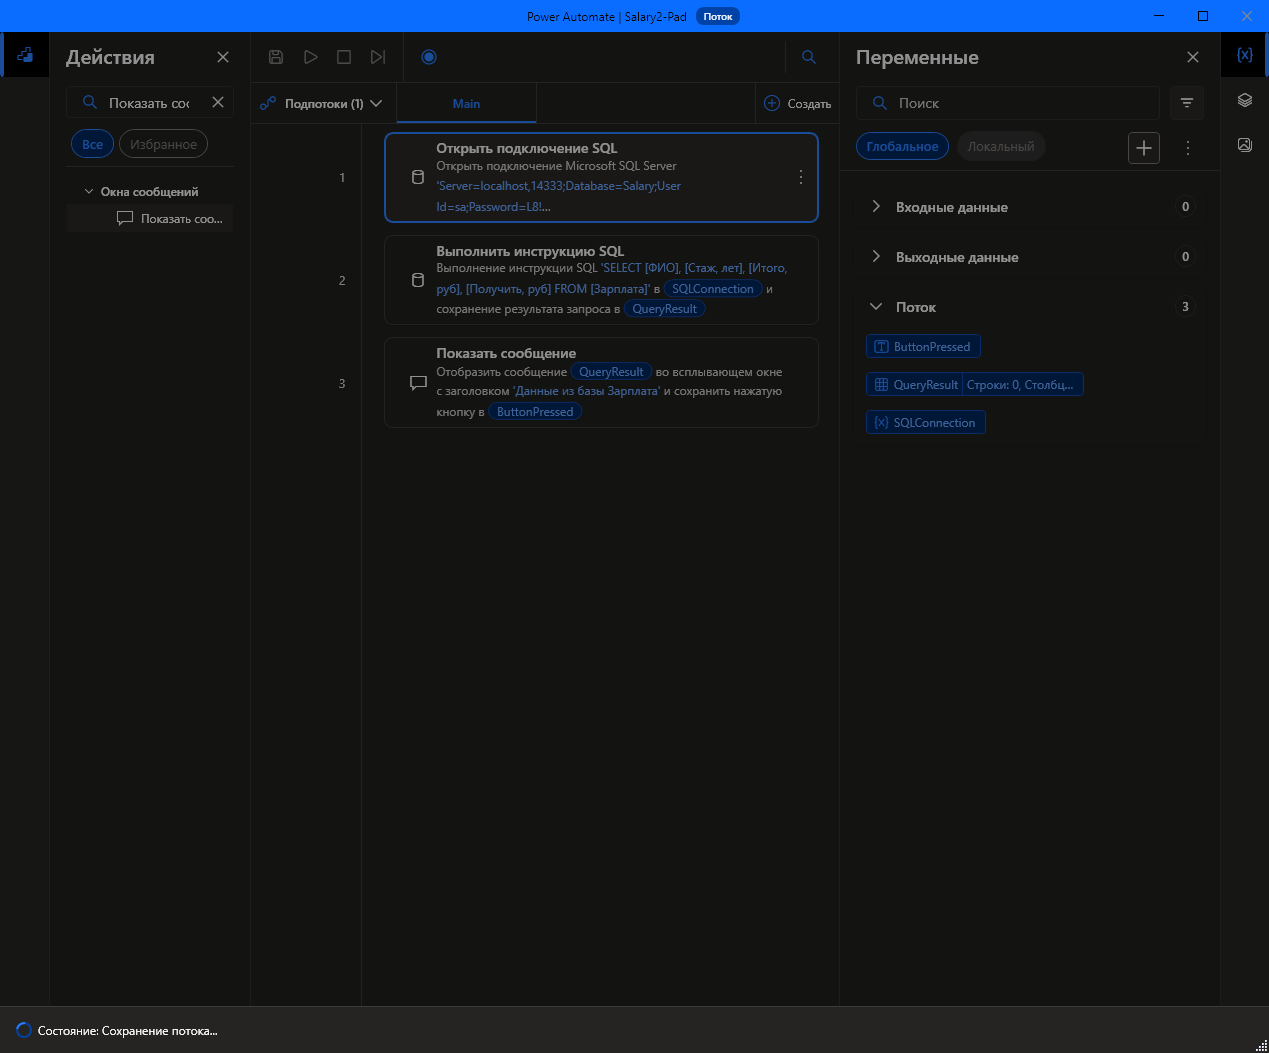 Power Automate | Salary2-Pad Поток
Действия
Показать соо
Все Избранное
Окна сообщений
Показать соо...
Подпотоки (1)
Main
Создать
1
Открыть подключение SQL
Открыть подключение Microsoft SQL Server
'Server=localhost,14333;Database=Salary;User
Id=sa;Password=L8!...
2
Выполнить инструкцию SQL
Выполнение инструкции SQL 'SELECT [ФИО], [Стаж, лет], [Итого,
руб], [Получить, руб] FROM [Зарплата]' в SQLConnection и
сохранение результата запроса в QueryResult
3
Показать сообщение
Отобразить сообщение QueryResult во всплывающем окне
с заголовком 'Данные из базы Зарплата' и сохранить нажатую
кнопку в ButtonPressed
Переменные
{x}
Поиск
Глобальное Локальный
Входные данные 0
Выходные данные 0
Поток 3
ButtonPressed
QueryResult Строки: 0, Столбц...
{x} SQLConnection
Состояние: Сохранение потока...